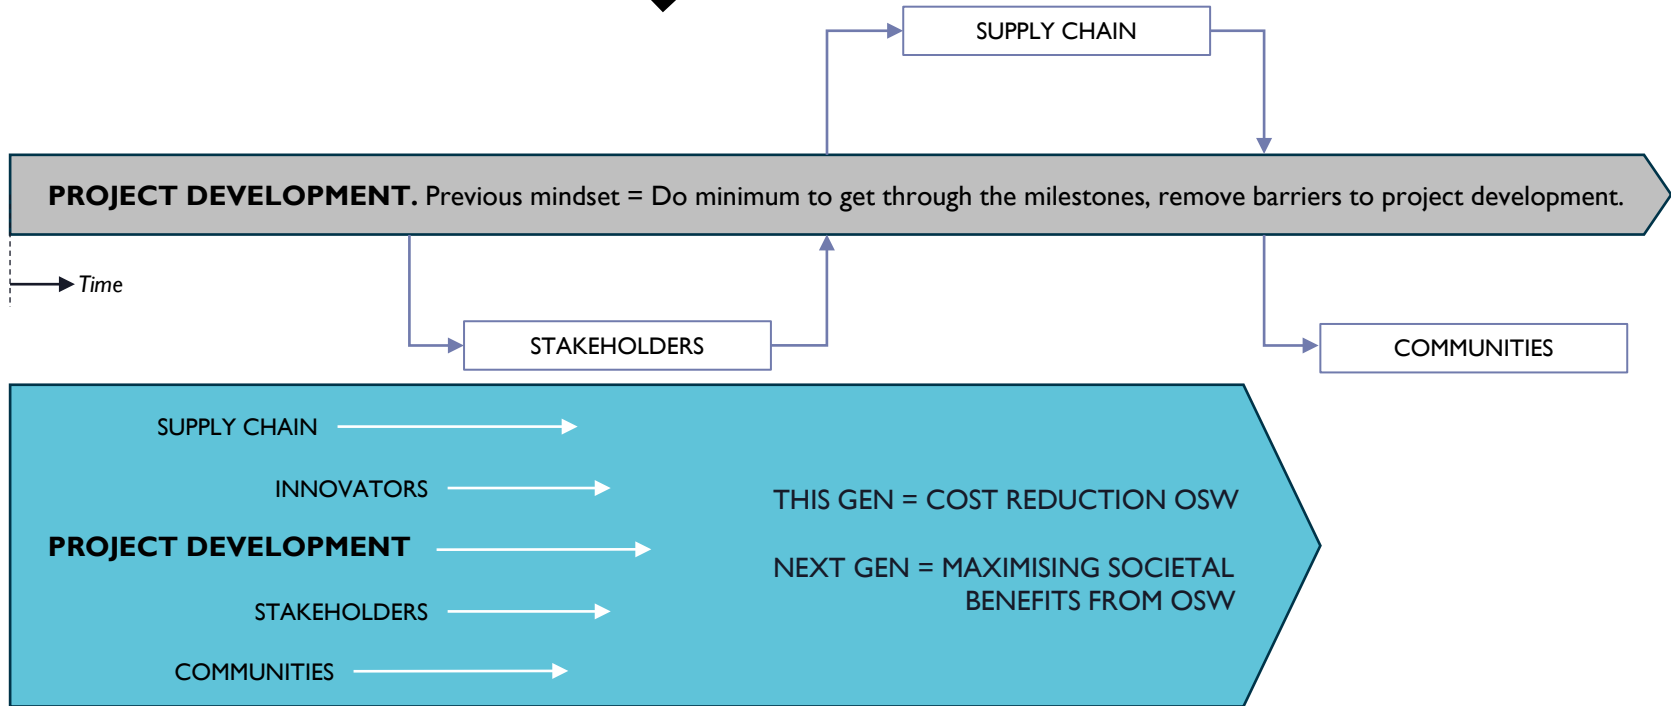 SUPPLY CHAIN
PROJECT DEVELOPMENT. Previous mindset = Do minimum to get through the milestones, remove barriers to project development.
Time
STAKEHOLDERS
COMMUNITIES
SUPPLY CHAIN
INNOVATORS
PROJECT DEVELOPMENT
STAKEHOLDERS
COMMUNITIES
THIS GEN = COST REDUCTION OSW
NEXT GEN = MAXIMISING SOCIETAL
BENEFITS FROM OSW